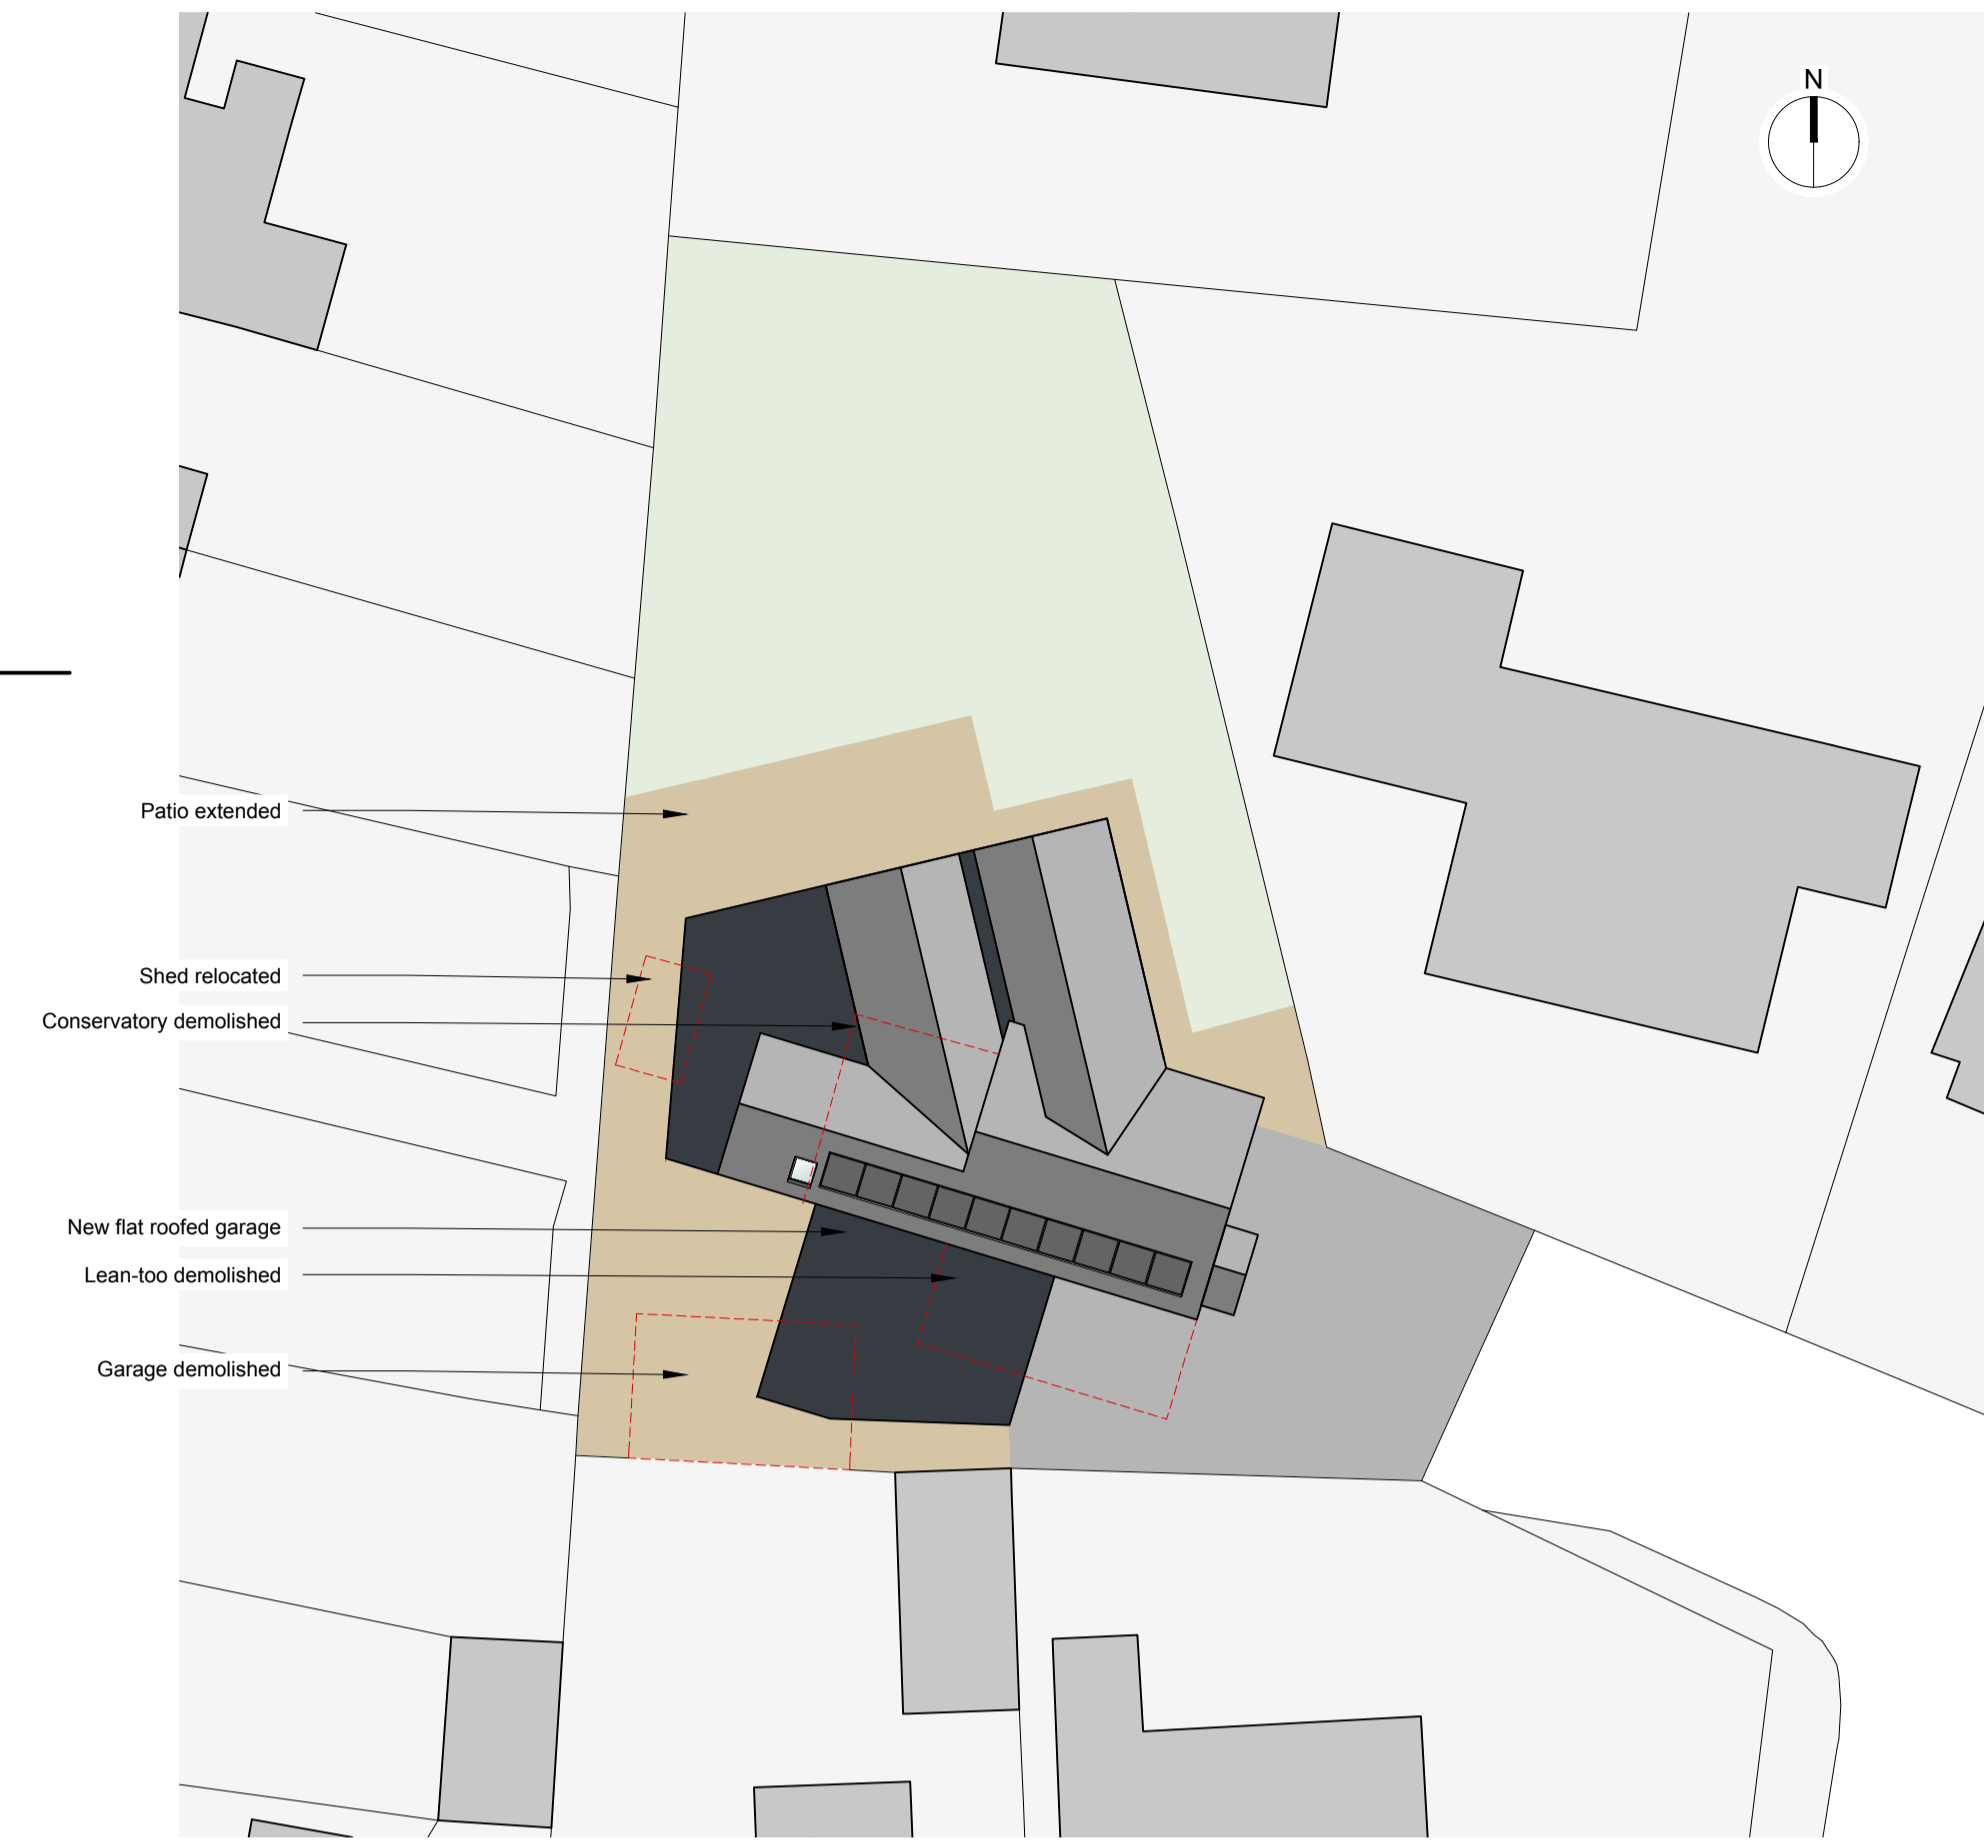 N
Patio extended
Shed relocated
Conservatory demolished
New flat roofed garage
Lean-too demolished
Garage demolished